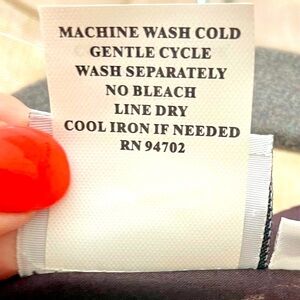 MACHINE WASH COLD
GENTLE CYCLE
WASH SEPARATELY
NO BLEACH
LINE DRY
COOL IRON IF NEEDED
RN 94702